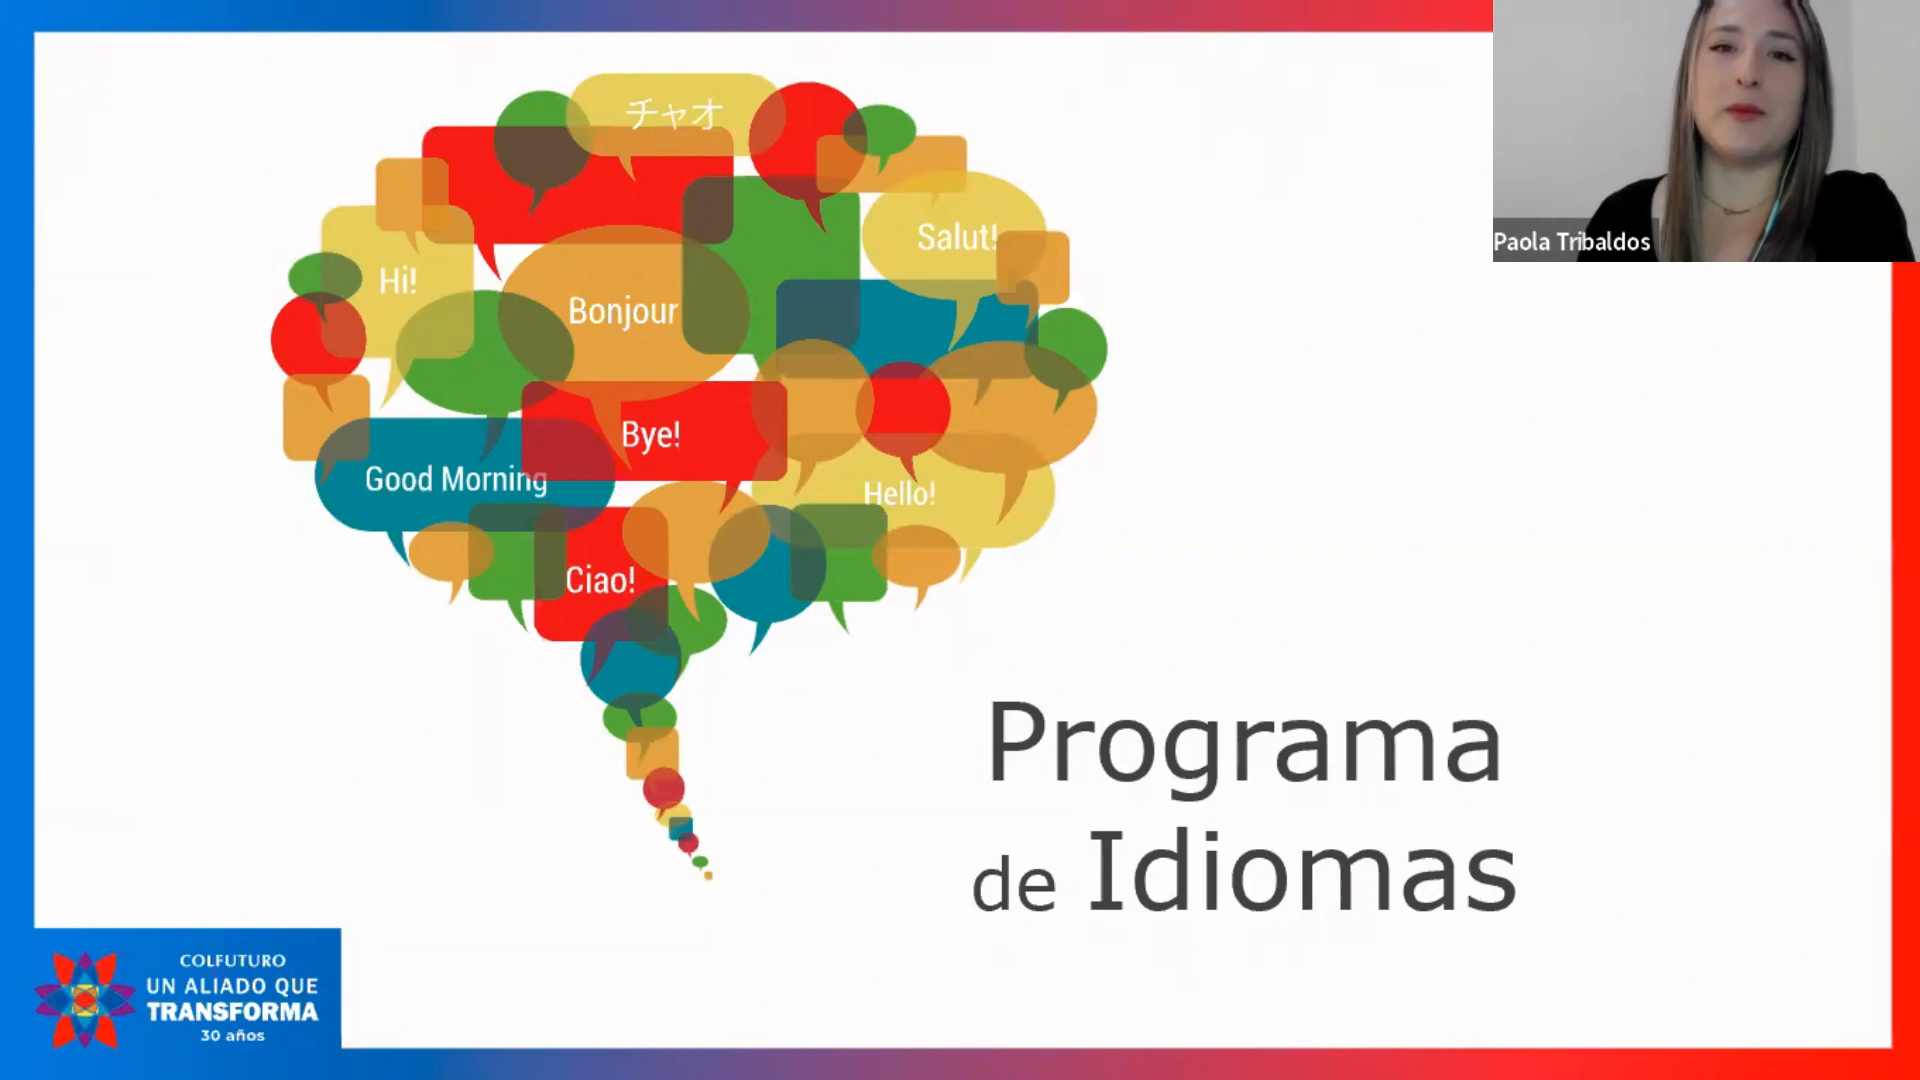 チャオ
Salut!
Hi!
Bonjour
Bye!
Good Morning
Hello!
Ciao!
Programa
de Idiomas
Paola Tribaldos
COLFUTURO
UN ALIADO QUE
TRANSFORMA
30 años